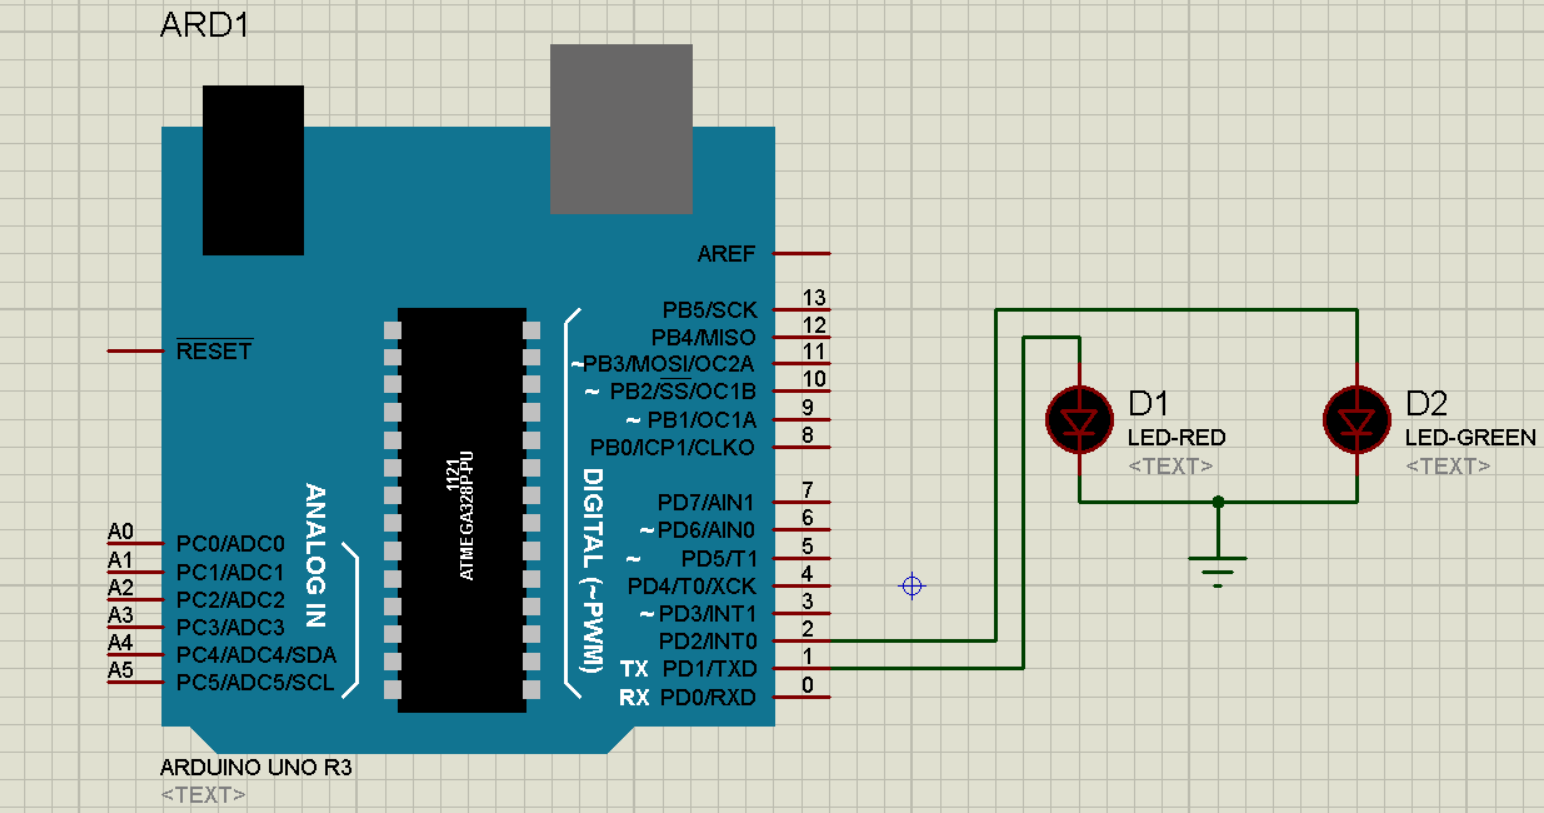 ARD1
AREF
PB5/SCK 13
PB4/MISO 12
~PB3/MOSI/OC2A 11
~ PB2/SS/OC1B 10
~ PB1/OC1A 9
PB0/ICP1/CLKO 8
PD7/AIN1 7
~ PD6/AIN0 6
~ PD5/T1 5
PD4/T0/XCK 4
~ PD3/INT1 3
PD2/INT0 2
TX PD1/TXD 1
RX PD0/RXD 0
DIGITAL (~PWM)
1121
ATMEGA328P-PU
RESET
ANALOG IN
A0 PC0/ADC0
A1 PC1/ADC1
A2 PC2/ADC2
A3 PC3/ADC3
A4 PC4/ADC4/SDA
A5 PC5/ADC5/SCL
ARDUINO UNO R3
<TEXT>
D1
LED-RED
<TEXT>
D2
LED-GREEN
<TEXT>